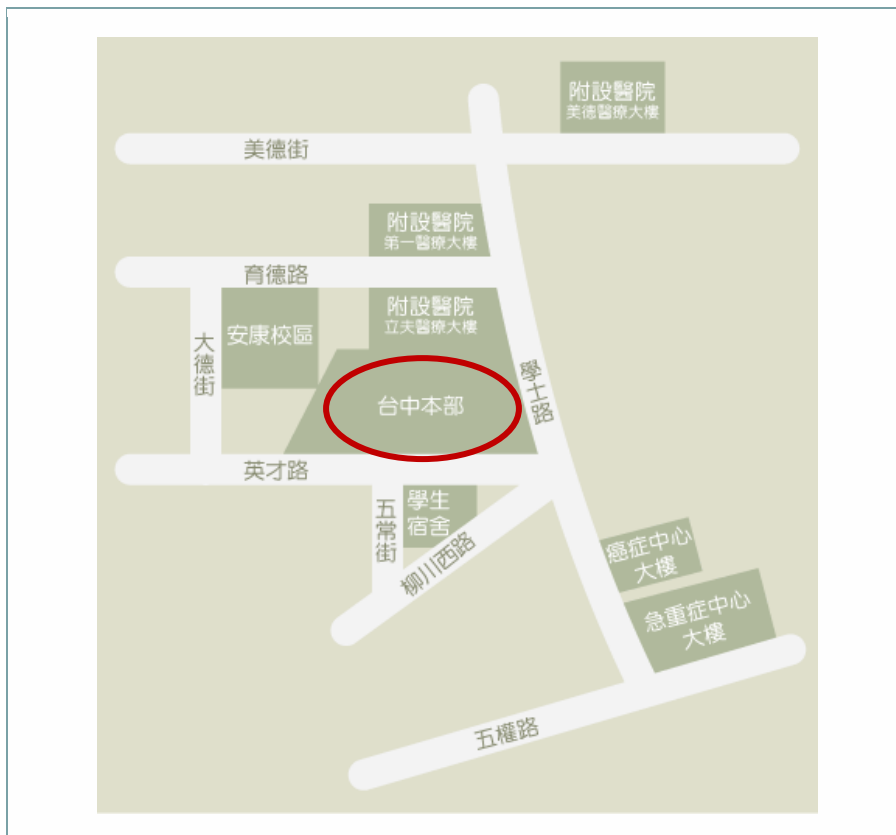 附設醫院
美德醫療大樓
美德街
附設醫院
第一醫療大樓
育德路
附設醫院
立夫醫療大樓
安康校區
大德街
學士路
台中本部
英才路
學生
宿舍
五常街
柳川西路
癌症中心
大樓
急重症中心
大樓
五權路